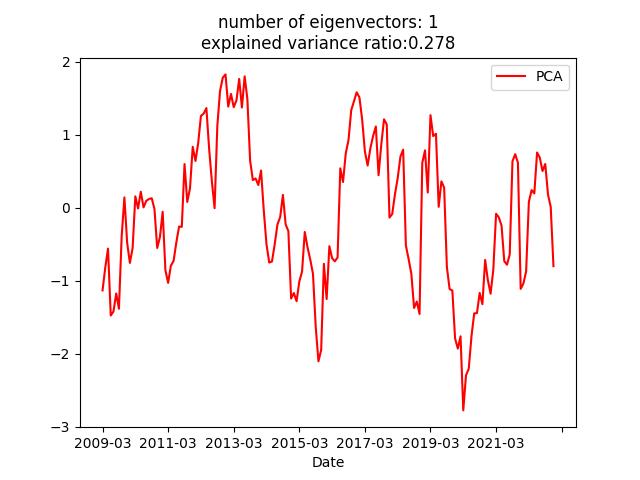 number of eigenvectors: 1
explained variance ratio:0.278
PCA
2
1
0
−1
−2
−3
2009-03 2011-03 2013-03 2015-03 2017-03 2019-03 2021-03
Date